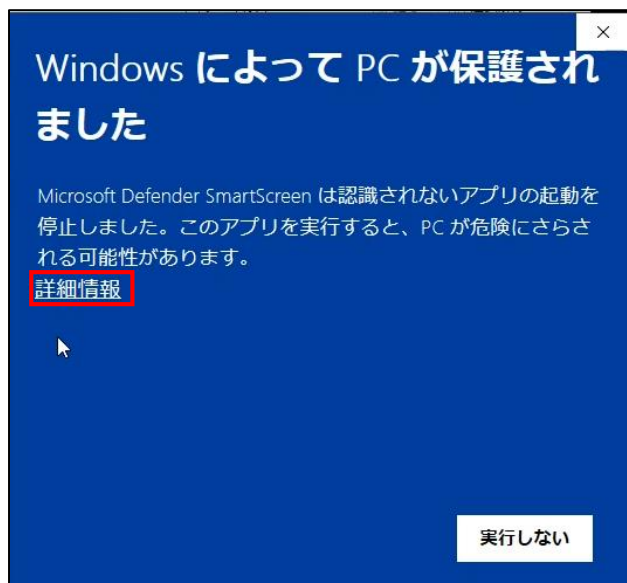 Windows によって PC が保護され
ました
Microsoft Defender SmartScreen は認識されないアプリの起動を
停止しました。このアプリを実行すると、PC が危険にさらさ
れる可能性があります。
詳細情報
実行しない